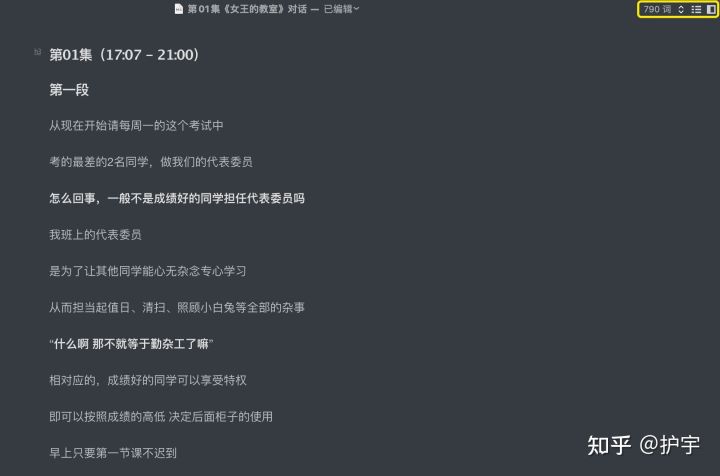 第01集《女王的教室》对话 — 已编辑
790 词
第01集（17:07 – 21:00）
第一段
从现在开始请每周一的这个考试中
考的最差的2名同学，做我们的代表委员
怎么回事，一般不是成绩好的同学担任代表委员吗
我班上的代表委员
是为了让其他同学能心无杂念专心学习
从而担当起值日、清扫、照顾小白兔等全部的杂事
“什么啊 那不就等于勤杂工了嘛”
相对应的，成绩好的同学可以享受特权
即可以按照成绩的高低 决定后面柜子的使用
早上只要第一节课不迟到
知乎 @护宇